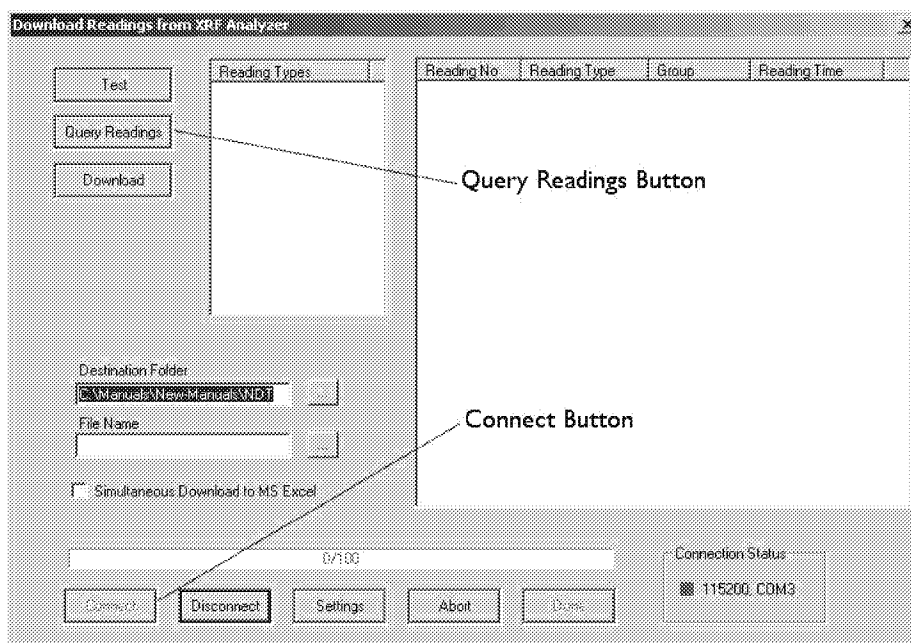 Download Readings from XRF Analyzer
Test
Query Readings
Download
Reading Types
Reading No Reading Type Group Reading Time
Query Readings Button
Destination Folder
C:\Manuals\New-Manuals\NDT
...
File Name
...
Connect Button
Simultaneous Download to MS Excel
0/100
Connection Status
115200, COM3
Connect Disconnect Settings Abort Done